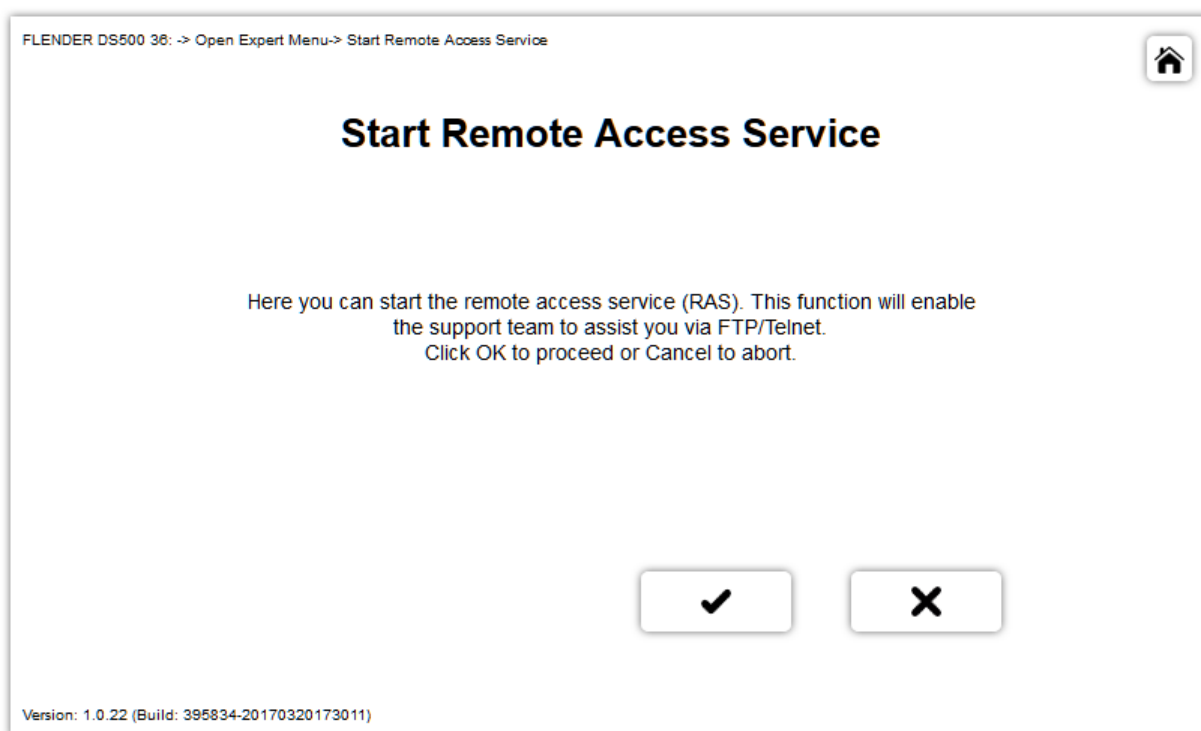 FLENDER DS500 36: -> Open Expert Menu-> Start Remote Access Service
Start Remote Access Service
Here you can start the remote access service (RAS). This function will enable
the support team to assist you via FTP/Telnet.
Click OK to proceed or Cancel to abort.
Version: 1.0.22 (Build: 395834-20170320173011)